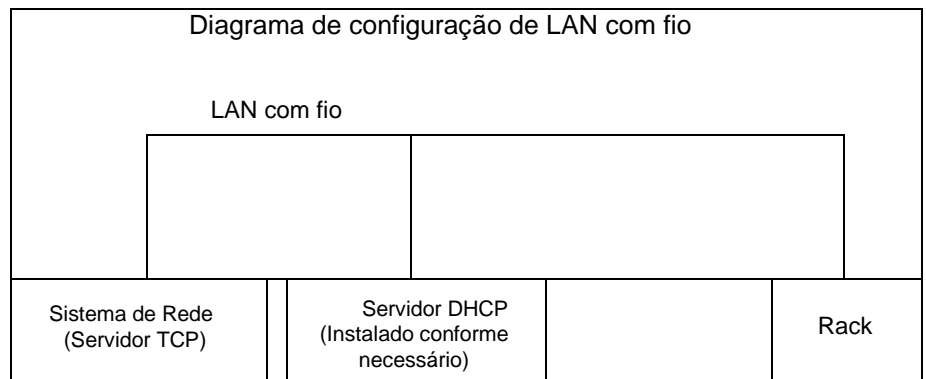 Diagrama de configuração de LAN com fio
LAN com fio
Sistema de Rede
(Servidor TCP)
Servidor DHCP
(Instalado conforme
necessário)
Rack